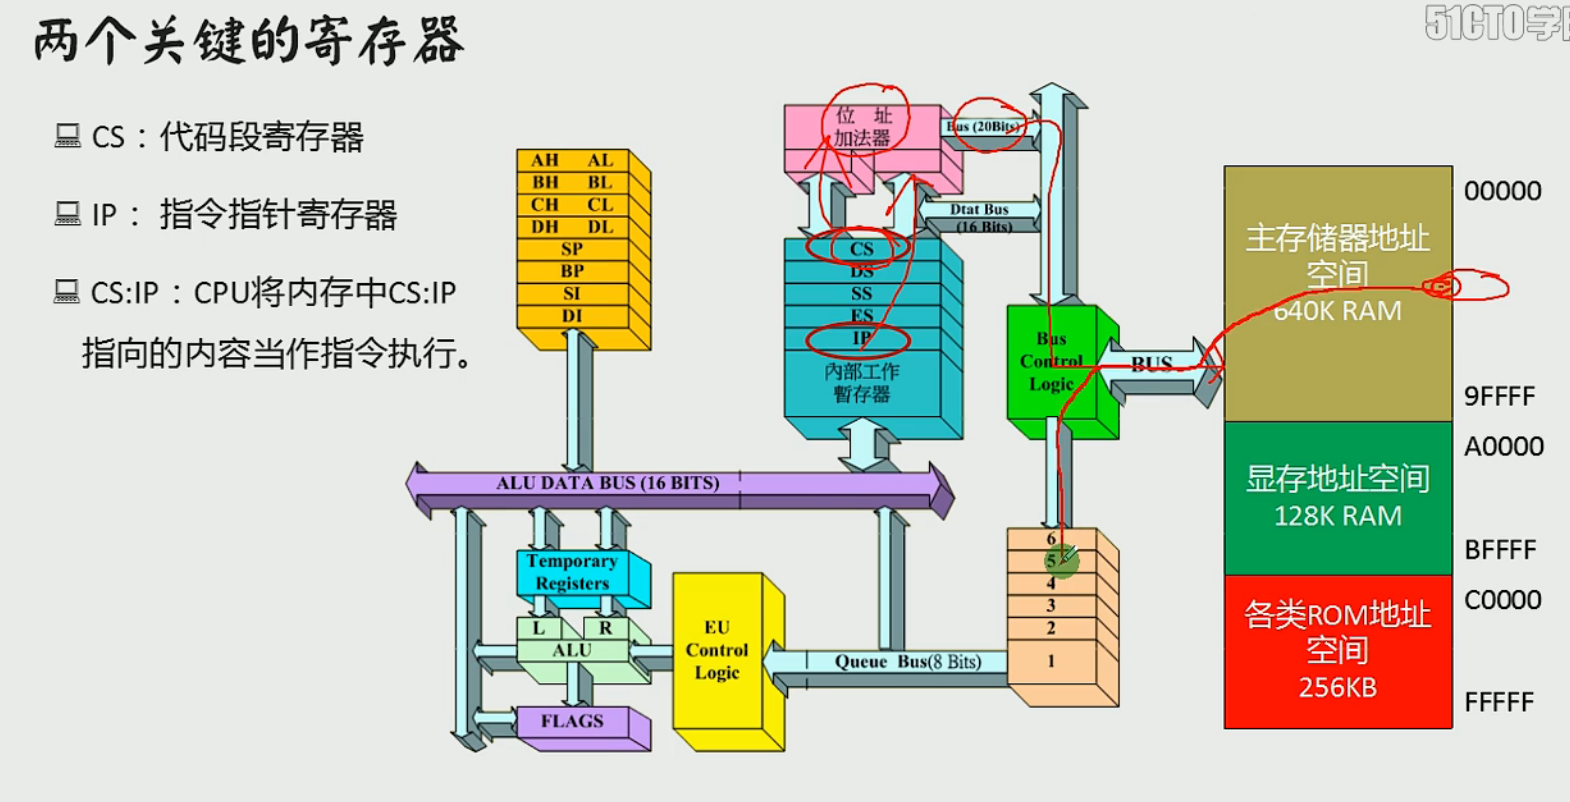 两个关键的寄存器
51CTO学
CS：代码段寄存器
IP： 指令指针寄存器
CS:IP：CPU将内存中CS:IP
指向的内容当作指令执行。
AH AL
BH BL
CH CL
DH DL
SP
BP
SI
DI
位 址
加法器
Bus (20Bits)
Dtat Bus
(16 Bits)
CS
DS
SS
ES
IP
內部工作
暫存器
Bus
Control
Logic
BUS
ALU DATA BUS (16 BITS)
Temporary
Registers
L R
ALU
FLAGS
EU
Control
Logic
Queue Bus(8 Bits)
6
5
4
3
2
1
主存储器地址
空间
640K RAM
显存地址空间
128K RAM
各类ROM地址
空间
256KB
00000
9FFFF
A0000
BFFFF
C0000
FFFFF